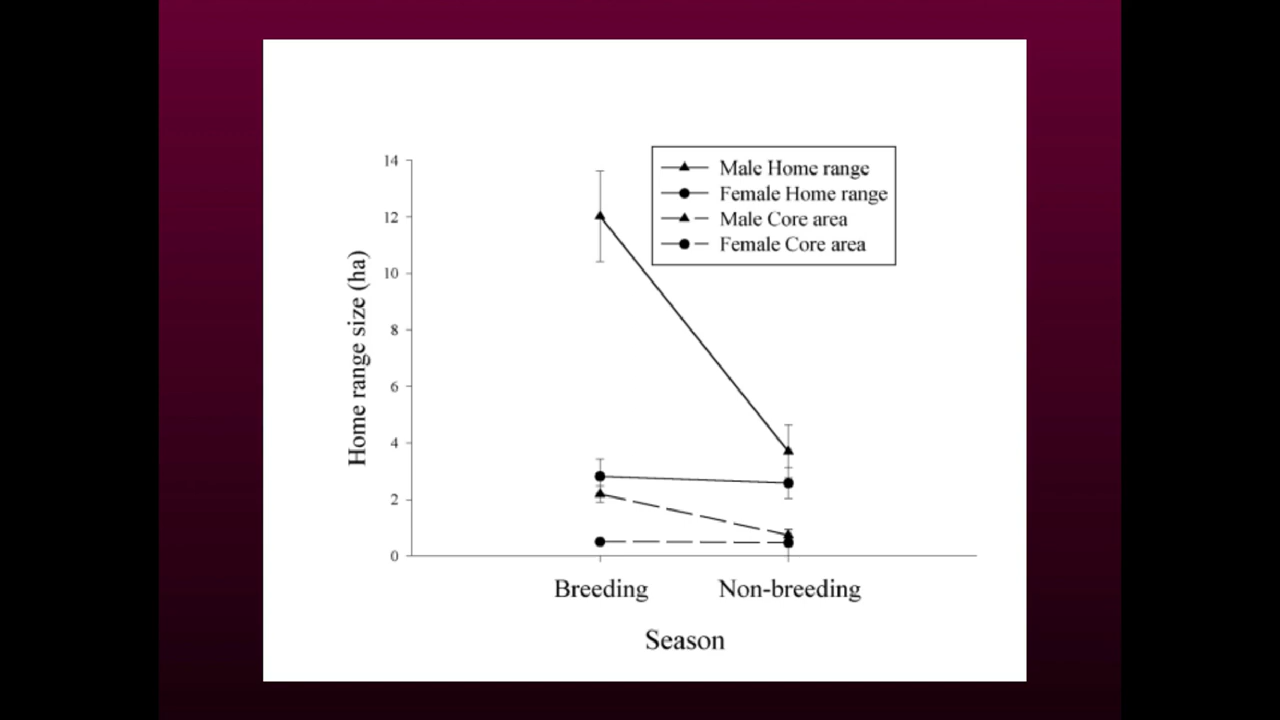 Male Home range
Female Home range
Male Core area
Female Core area
14
12
10
8
6
4
2
0
Home range size (ha)
Breeding Non-breeding
Season